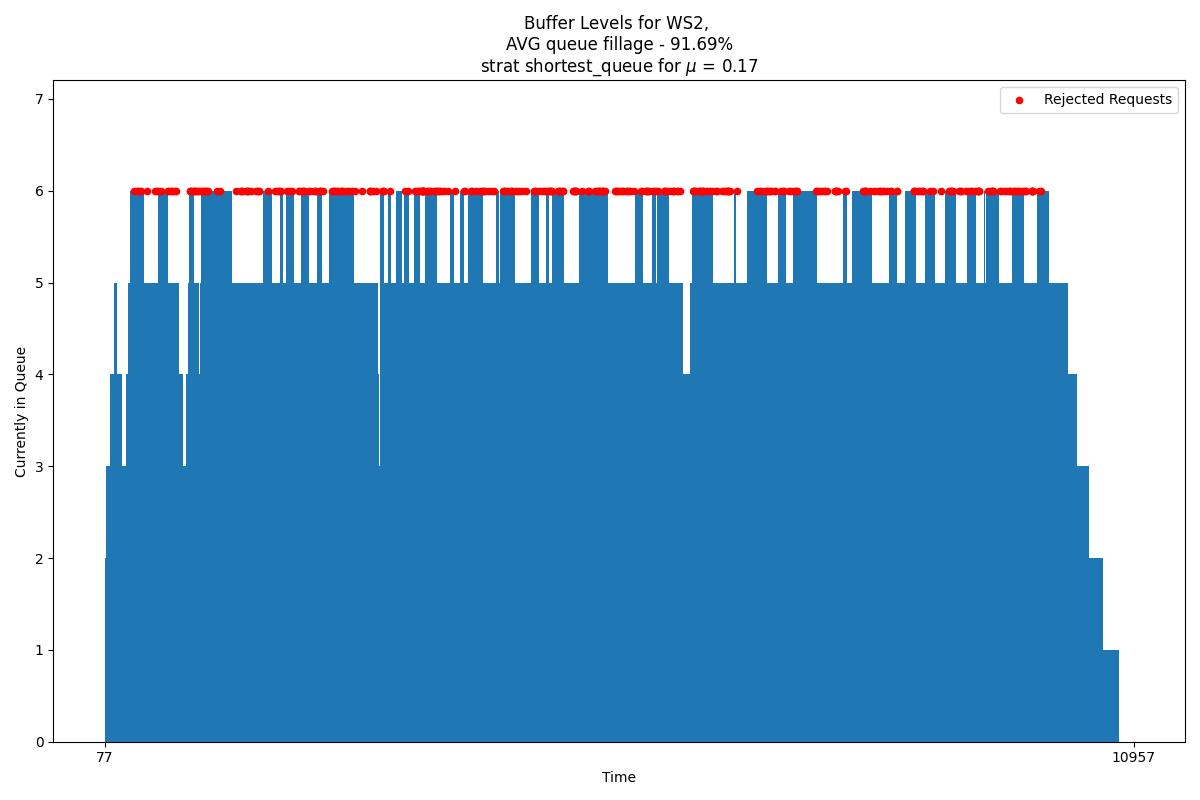 Buffer Levels for WS2,
AVG queue fillage - 91.69%
strat shortest_queue for μ = 0.17
Rejected Requests
7
6
5
4
3
2
1
0
Currently in Queue
77
10957
Time